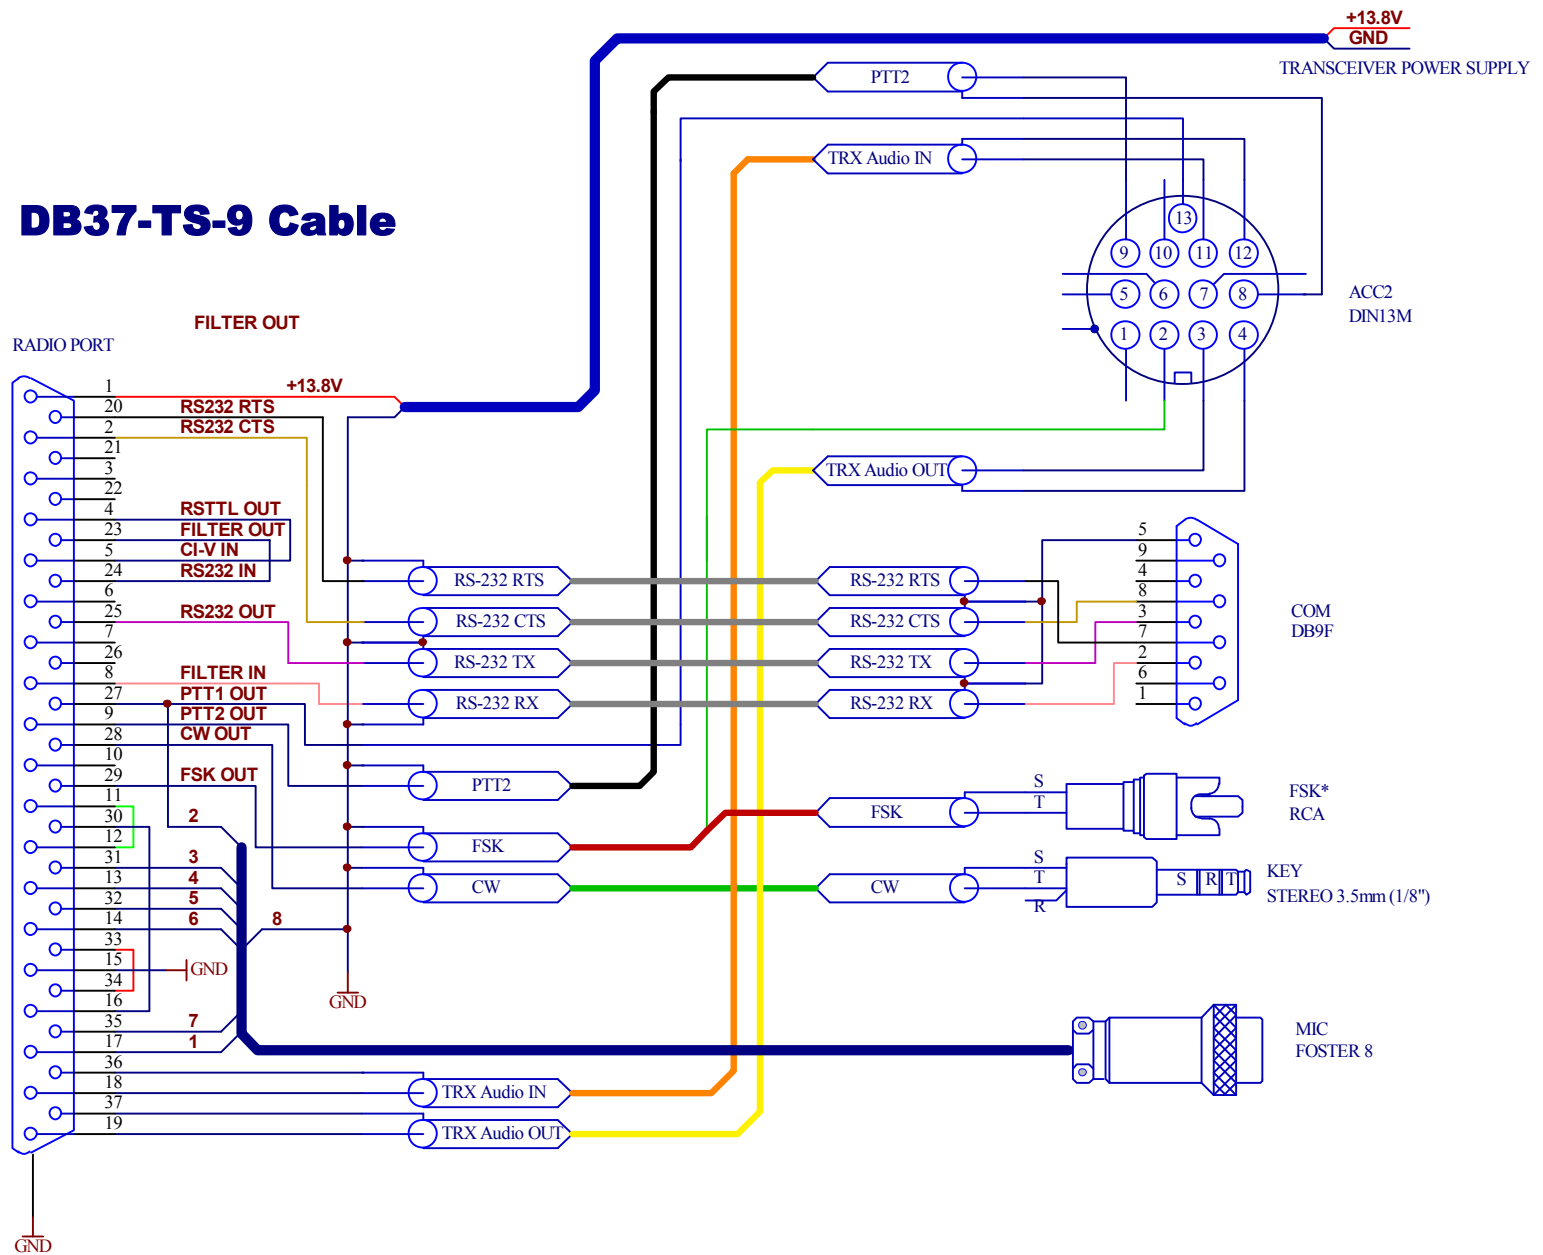 +13.8V
GND
TRANSCEIVER POWER SUPPLY
PTT2
TRX Audio IN
DB37-TS-9 Cable
13
9 10 11 12
5 6 7 8
1 2 3 4
ACC2
DIN13M
FILTER OUT
RADIO PORT
1 +13.8V
20 RS232 RTS
2 RS232 CTS
21
3
22
4 RSTTL OUT
23 FILTER OUT
5 CI-V IN
24 RS232 IN
6
25 RS232 OUT
7
26
8 FILTER IN
27 PTT1 OUT
9 PTT2 OUT
28 CW OUT
10
29 FSK OUT
11
30 2
12
31 3
13 4
32 5
14 6 8
33
15 GND
34
16
35 7
17 1
36
18
37
19
GND
GND
TRX Audio OUT
RS-232 RTS
RS-232 CTS
RS-232 TX
RS-232 RX
PTT2
FSK
CW
TRX Audio IN
TRX Audio OUT
RS-232 RTS
RS-232 CTS
RS-232 TX
RS-232 RX
FSK
CW
5
9
4
8
3
7
2
6
1
COM
DB9F
S
T
FSK*
RCA
S
T
R
S R T
KEY
STEREO 3.5mm (1/8")
MIC
FOSTER 8